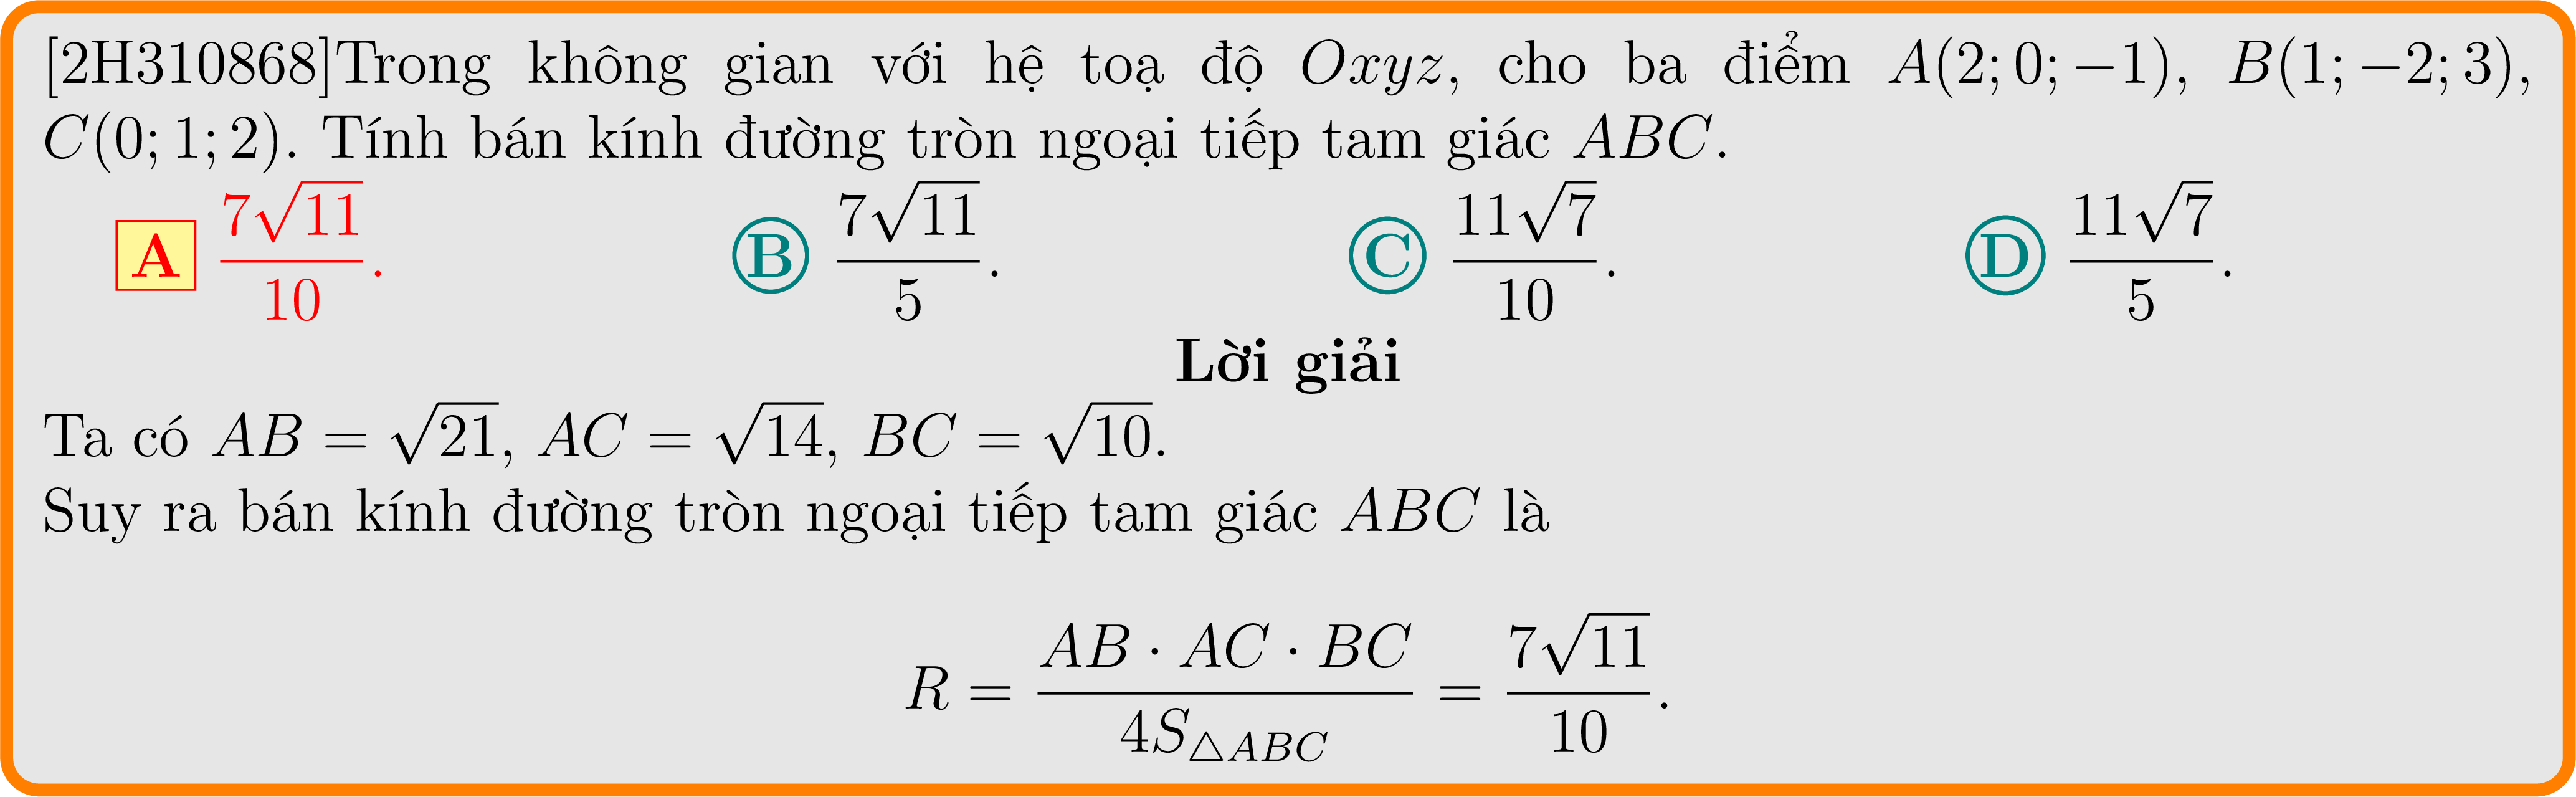 [2H310868]Trong không gian với hệ toạ độ Oxyz, cho ba điểm A(2; 0; −1), B(1; −2; 3),
C(0; 1; 2). Tính bán kính đường tròn ngoại tiếp tam giác ABC.
A $\frac{7\sqrt{11}}{10}$. B $\frac{7\sqrt{11}}{5}$. C $\frac{11\sqrt{7}}{10}$. D $\frac{11\sqrt{7}}{5}$.
Lời giải
Ta có $AB = \sqrt{21}$, $AC = \sqrt{14}$, $BC = \sqrt{10}$.
Suy ra bán kính đường tròn ngoại tiếp tam giác ABC là
$R = \frac{AB \cdot AC \cdot BC}{4S_{\triangle ABC}} = \frac{7\sqrt{11}}{10}$.